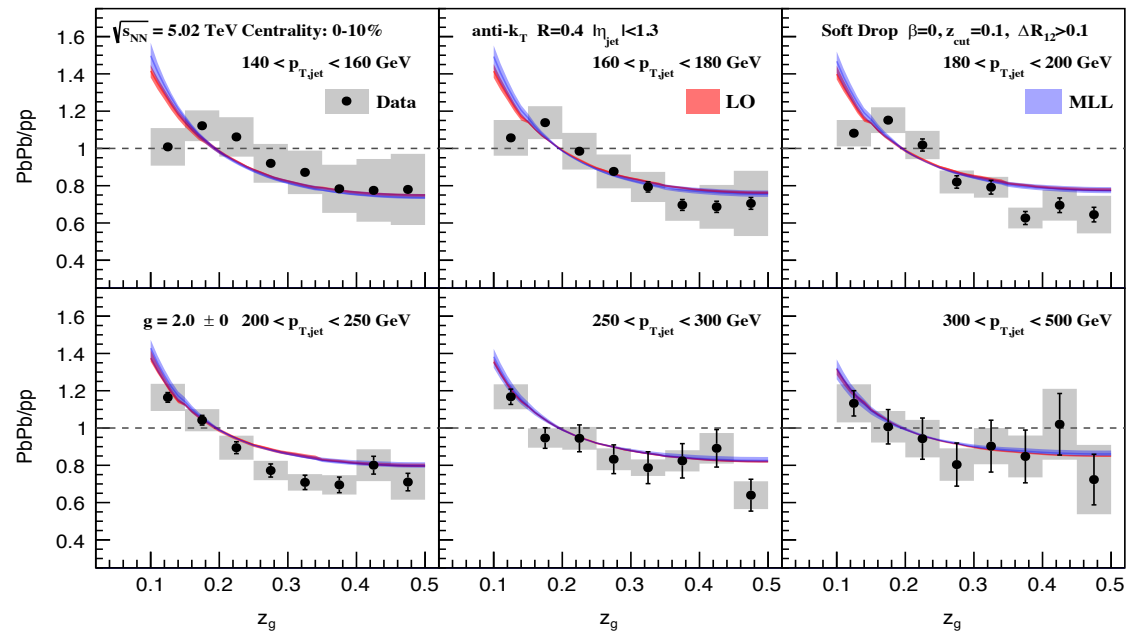 √s_NN = 5.02 TeV Centrality: 0-10%
140 < p_T,jet < 160 GeV
Data
anti-k_T R=0.4 |η_jet|<1.3
160 < p_T,jet < 180 GeV
LO
Soft Drop β=0, z_cut=0.1, ΔR_12>0.1
180 < p_T,jet < 200 GeV
MLL
PbPb/pp
1.6
1.4
1.2
1
0.8
0.6
0.4
g = 2.0 ± 0 200 < p_T,jet < 250 GeV
250 < p_T,jet < 300 GeV
300 < p_T,jet < 500 GeV
PbPb/pp
1.6
1.4
1.2
1
0.8
0.6
0.4
0.1 0.2 0.3 0.4 0.5
0.1 0.2 0.3 0.4 0.5
0.1 0.2 0.3 0.4 0.5
z_g
z_g
z_g